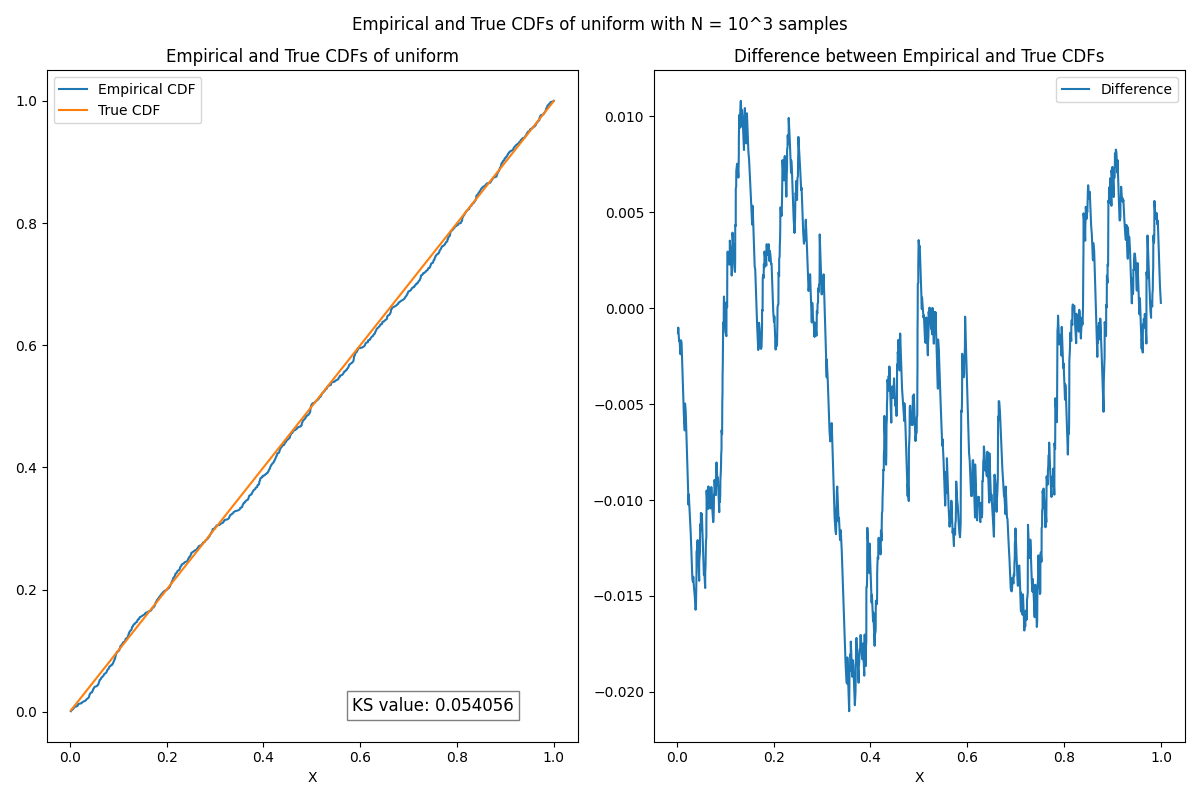 Empirical and True CDFs of uniform with N = 10^3 samples
Empirical and True CDFs of uniform
Empirical CDF
True CDF
1.0
0.8
0.6
0.4
0.2
0.0
KS value: 0.054056
0.0 0.2 0.4 0.6 0.8 1.0
X
Difference between Empirical and True CDFs
Difference
0.010
0.005
0.000
−0.005
−0.010
−0.015
−0.020
0.0 0.2 0.4 0.6 0.8 1.0
X